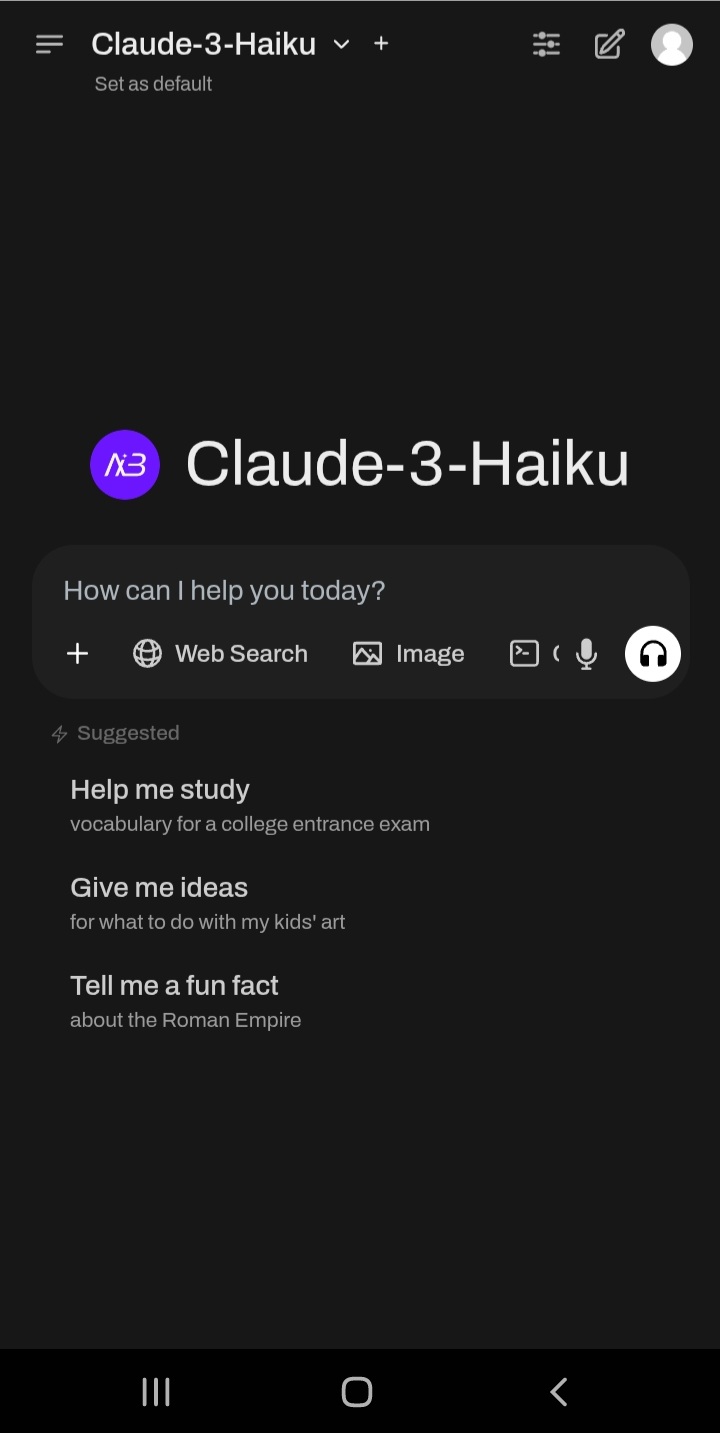 Claude-3-Haiku
Set as default
Claude-3-Haiku
How can I help you today?
Web Search
Image
Suggested
Help me study
vocabulary for a college entrance exam
Give me ideas
for what to do with my kids' art
Tell me a fun fact
about the Roman Empire